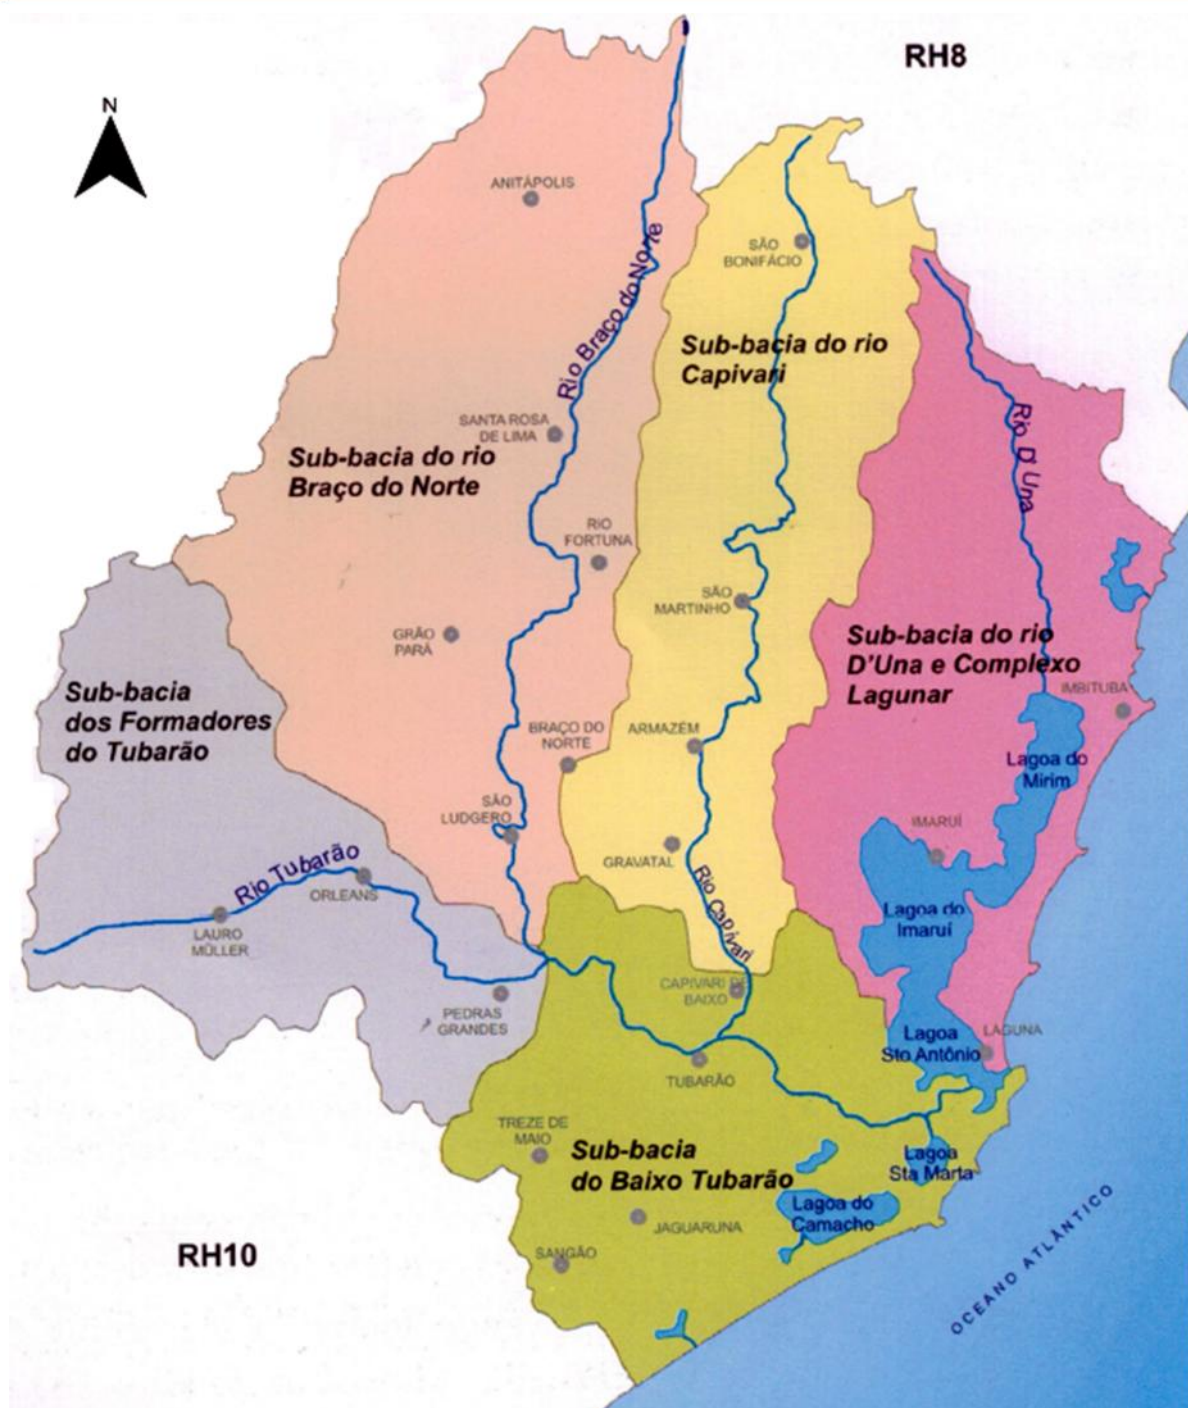 RH8
N
ANITÁPOLIS
Rio Braço do Norte
SÃO
BONIFÁCIO
Sub-bacia do rio
Capivari
Rio D' Una
SANTA ROSA
DE LIMA
Sub-bacia do rio
Braço do Norte
RIO
FORTUNA
SÃO
MARTINHO
GRÃO
PARÁ
Sub-bacia do rio
D'Una e Complexo
Lagunar
IMBITUBA
Sub-bacia
dos Formadores
do Tubarão
BRAÇO DO
NORTE
ARMAZÉM
Lagoa do
Mirim
SÃO
LUDGERO
IMARUÍ
GRAVATAL
Rio Tubarão
ORLEANS
Rio Capivari
Lagoa do
Imaruí
LAURO
MÜLLER
CAPIVARI DE
BAIXO
PEDRAS
GRANDES
Lagoa
Sto Antônio
LAGUNA
TUBARÃO
TREZE DE
MAIO
Sub-bacia
do Baixo Tubarão
Lagoa
Sta Marta
Lagoa do
Camacho
JAGUARUNA
SANGÃO
RH10
OCEANO ATLÂNTICO